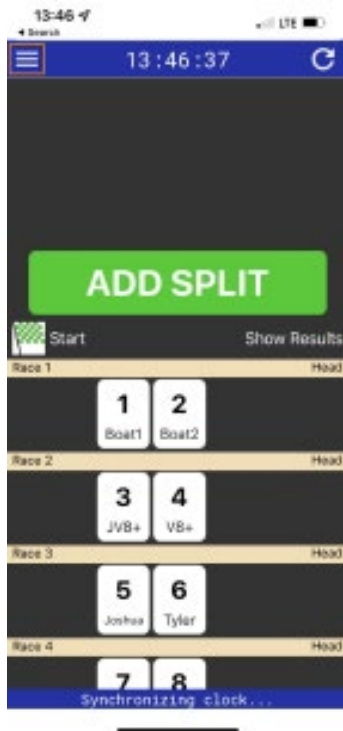 13:46
◀ Search
LTE
13:46:37
ADD SPLIT
Start Show Results
Race 1 Head
1 2
Boat1 Boat2
Race 2 Head
3 4
JV8+ V8+
Race 3 Head
5 6
Joshua Tyler
Race 4 Head
7 8
Synchronizing clock...